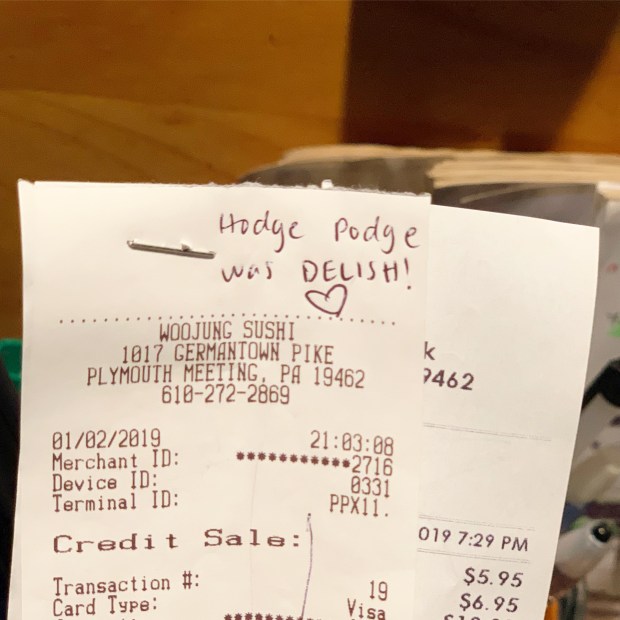 Hodge Podge
was DELISH!
WOOJUNG SUSHI
1017 GERMANTOWN PIKE
PLYMOUTH MEETING, PA 19462
610-272-2869
01/02/2019 21:03:08
Merchant ID: **********2716
Device ID: 0331
Terminal ID: PPX11.
Credit Sale:
Transaction #: 19
Card Type: Visa
k
9462
019 7:29 PM
$5.95
$6.95